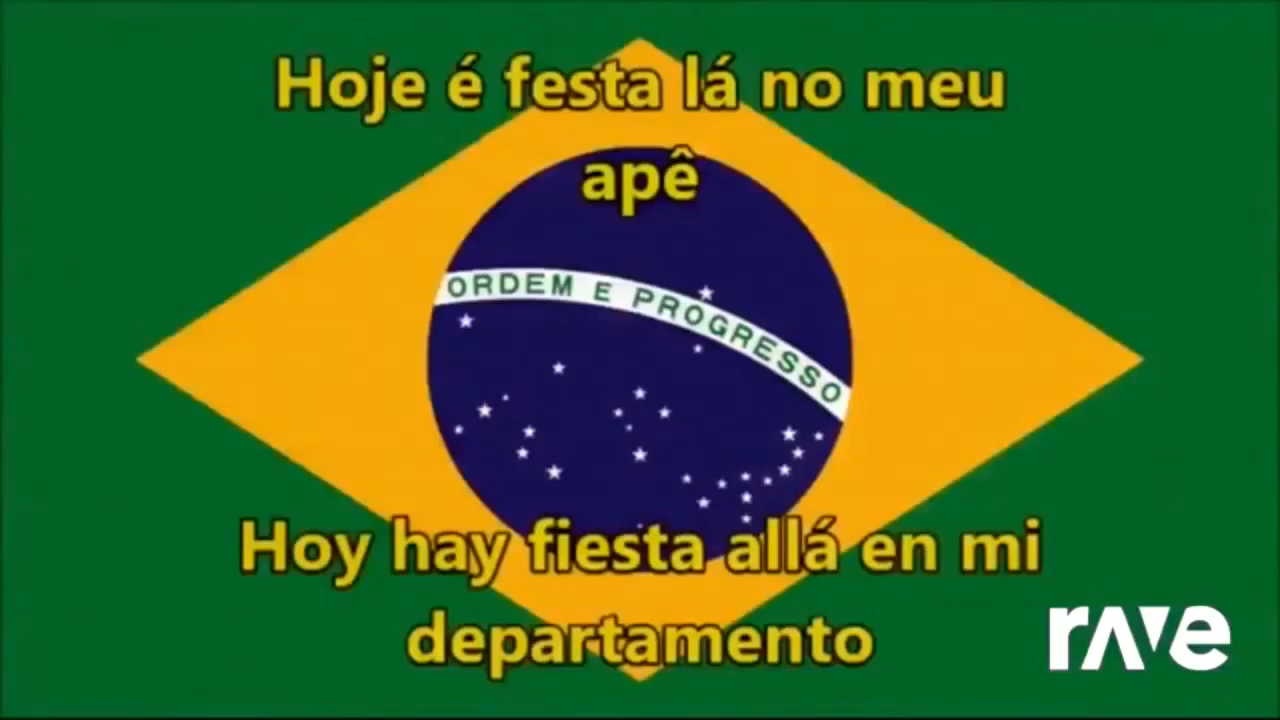 Hoje é festa lá no meu
apê
ORDEM E PROGRESSO
Hoy hay fiesta allá en mi
departamento
rave